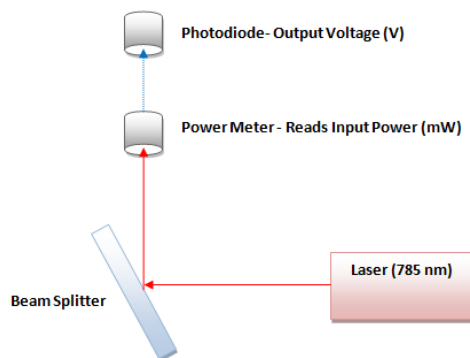 Photodiode- Output Voltage (V)
Power Meter - Reads Input Power (mW)
Laser (785 nm)
Beam Splitter